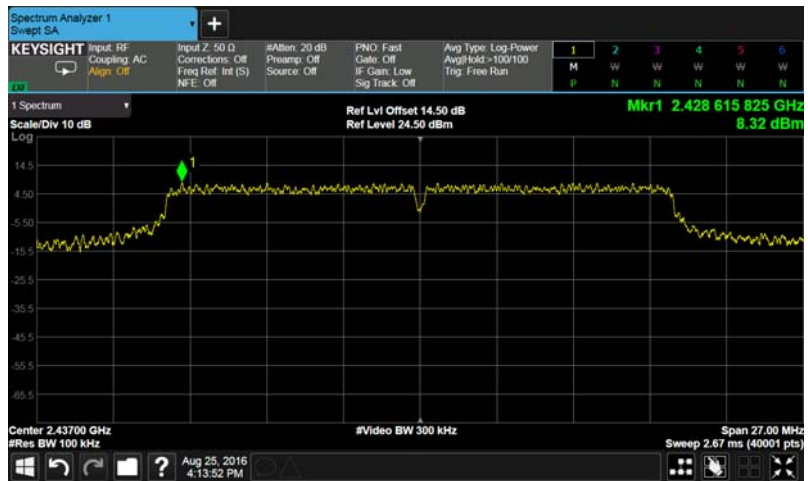 Spectrum Analyzer 1
Swept SA
+
KEYSIGHT
Input: RF
Coupling: AC
Align: Off
Input Z: 50 Ω
Corrections: Off
Freq Ref: Int (S)
NFE: Off
#Atten: 20 dB
Preamp: Off
Source: Off
PNO: Fast
Gate: Off
IF Gain: Low
Sig Track: Off
Avg Type: Log-Power
Avg|Hold:>100/100
Trig: Free Run
1 2 3 4 5 6
M W W W W W
P N N N N N
1 Spectrum
Scale/Div 10 dB
Ref Lvl Offset 14.50 dB
Ref Level 24.50 dBm
Mkr1 2.428 615 825 GHz
8.32 dBm
Log
14.5
4.50
-5.50
-15.5
-25.5
-35.5
-45.5
-55.5
-65.5
1
Center 2.43700 GHz
#Res BW 100 kHz
#Video BW 300 kHz
Span 27.00 MHz
Sweep 2.67 ms (40001 pts)
?
Aug 25, 2016
4:13:52 PM